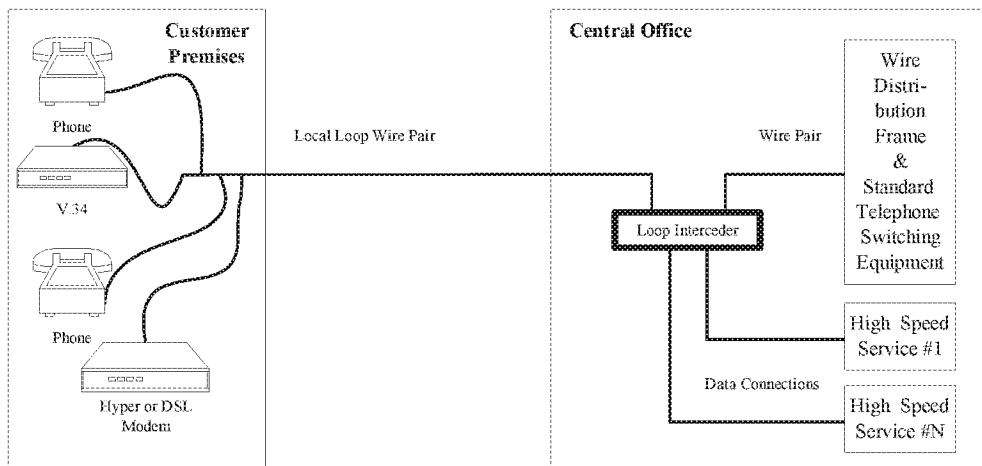 Customer
Premises
Phone
V.34
Phone
Hyper or DSL
Modem
Local Loop Wire Pair
Central Office
Wire Pair
Loop Interceder
Wire
Distri-
bution
Frame
&
Standard
Telephone
Switching
Equipment
High Speed
Service #1
Data Connections
High Speed
Service #N